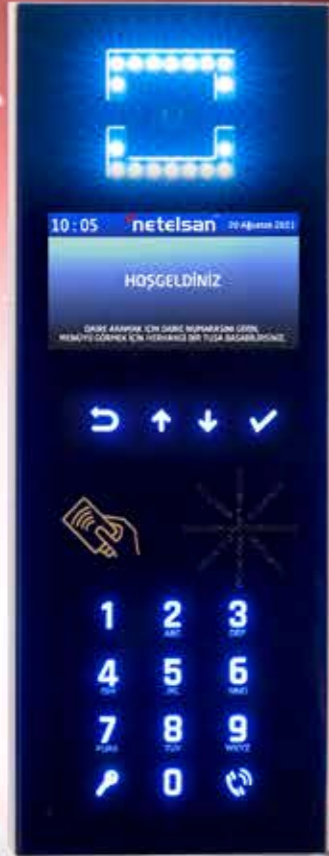 10:05 netelsan 20 Ağustos 2021
HOŞGELDİNİZ
DAİRE ARAMAK İÇİN DAİRE NUMARASINI GİRİN,
MENÜYÜ GÖRMEK İÇİN HERHANGİ BİR TUŞA BASABİLİRSİNİZ.
1 2 3
ABC DEF
4 5 6
GHI JKL MNO
7 8 9
PQRS TUV WXYZ
0